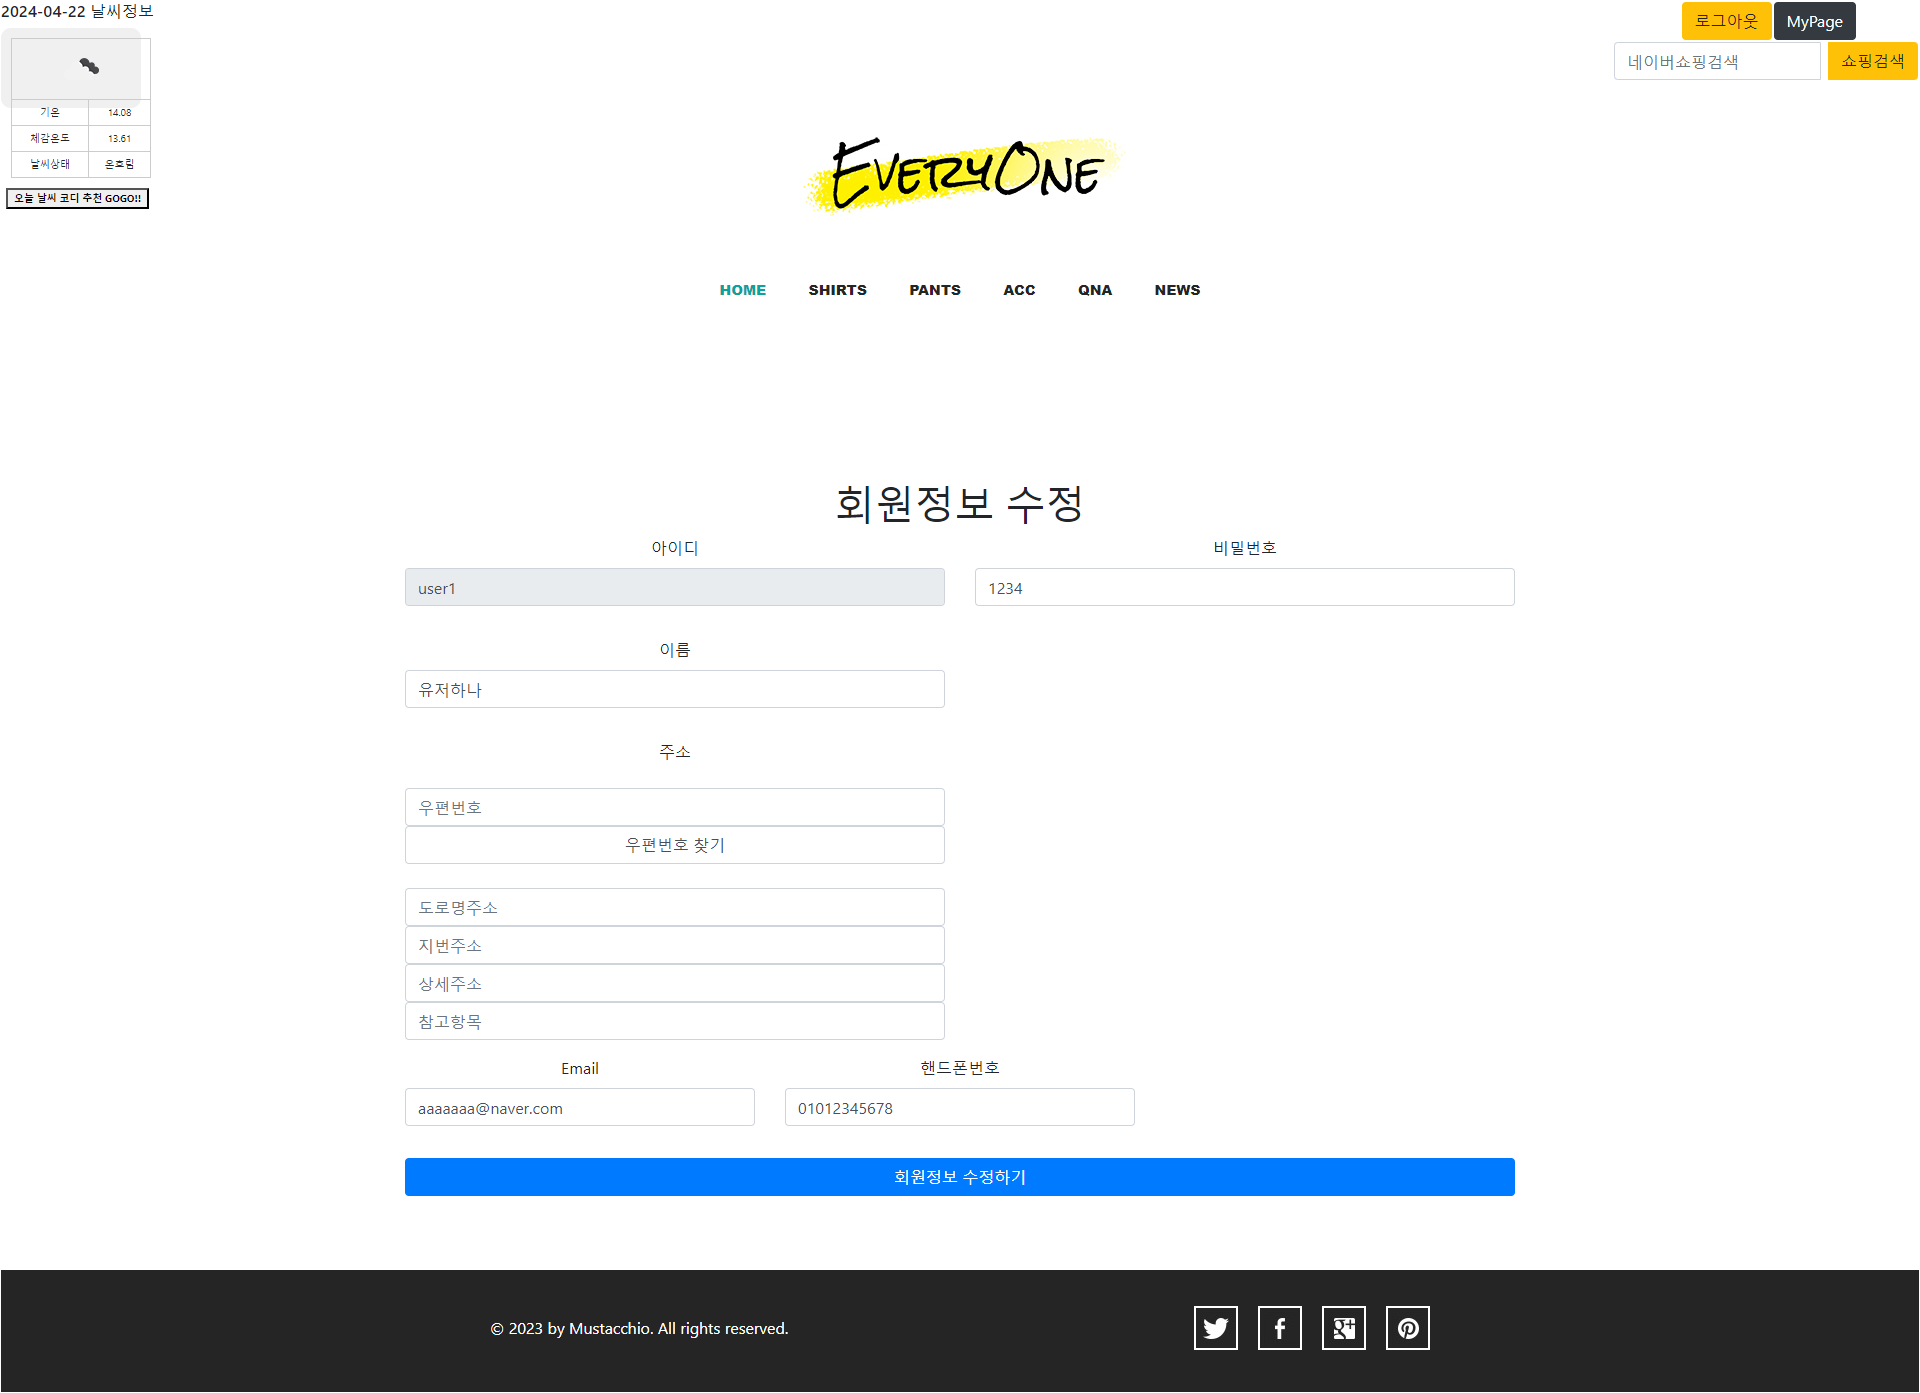 2024-04-22 날씨정보
로그아웃 MyPage
네이버쇼핑검색 쇼핑검색
기온 14.08
체감온도 13.61
날씨상태 온흐림
오늘 날씨 코디 추천 GOGO!!
EVERYONE
HOME SHIRTS PANTS ACC QNA NEWS
회원정보 수정
아이디 비밀번호
user1 1234
이름
유저하나
주소
우편번호
우편번호 찾기
도로명주소
지번주소
상세주소
참고항목
Email 핸드폰번호
aaaaaaa@naver.com 01012345678
회원정보 수정하기
© 2023 by Mustacchio. All rights reserved.